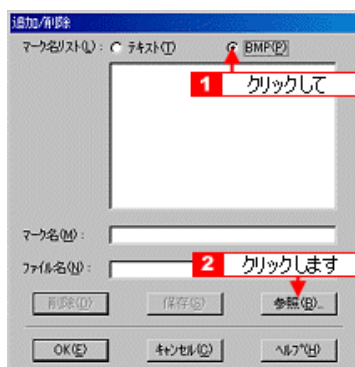 追加/削除
マーク名リスト(L)： テキスト(T) BMP(P)
1 クリックして
マーク名(M)：
ファイル名(N)：
2 クリックします
削除(D) 保存(S) 参照(B)...
OK(E) キャンセル(C) ヘルプ(H)